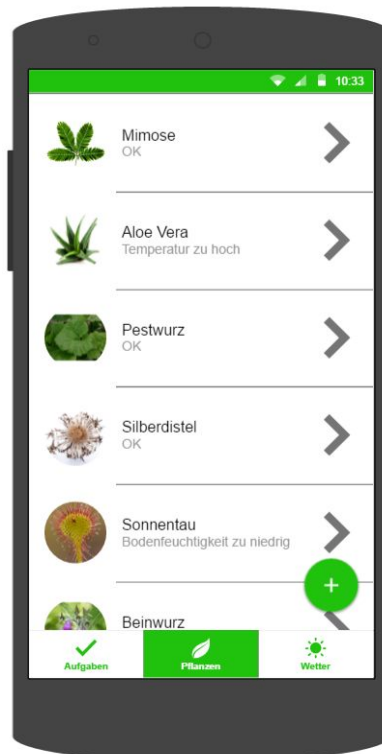 10:33
Mimose
OK
Aloe Vera
Temperatur zu hoch
Pestwurz
OK
Silberdistel
OK
Sonnentau
Bodenfeuchtigkeit zu niedrig
+
Beinwurz
Aufgaben
Pflanzen
Wetter